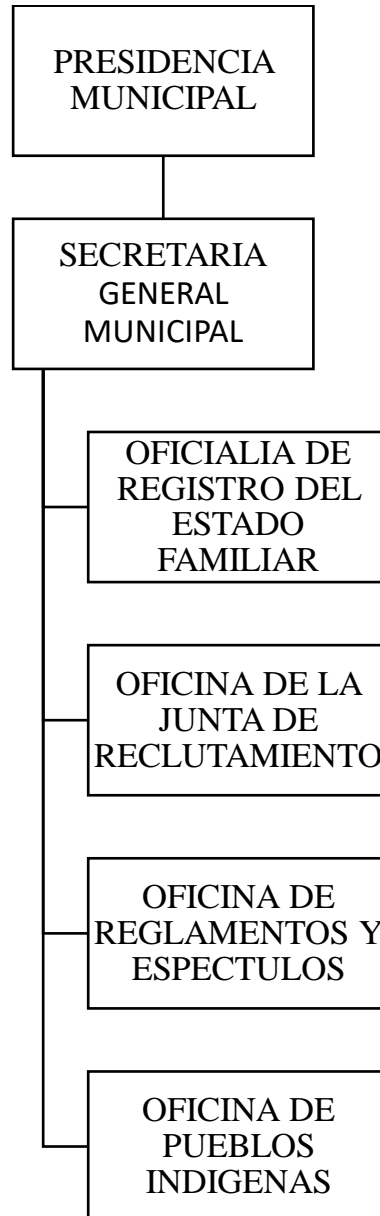 PRESIDENCIA
MUNICIPAL
SECRETARIA
GENERAL
MUNICIPAL
OFICIALIA DE
REGISTRO DEL
ESTADO
FAMILIAR
OFICINA DE LA
JUNTA DE
RECLUTAMIENTO
OFICINA DE
REGLAMENTOS Y
ESPECTULOS
OFICINA DE
PUEBLOS
INDIGENAS